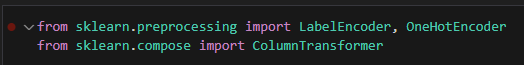 from sklearn.preprocessing import LabelEncoder, OneHotEncoder
from sklearn.compose import ColumnTransformer